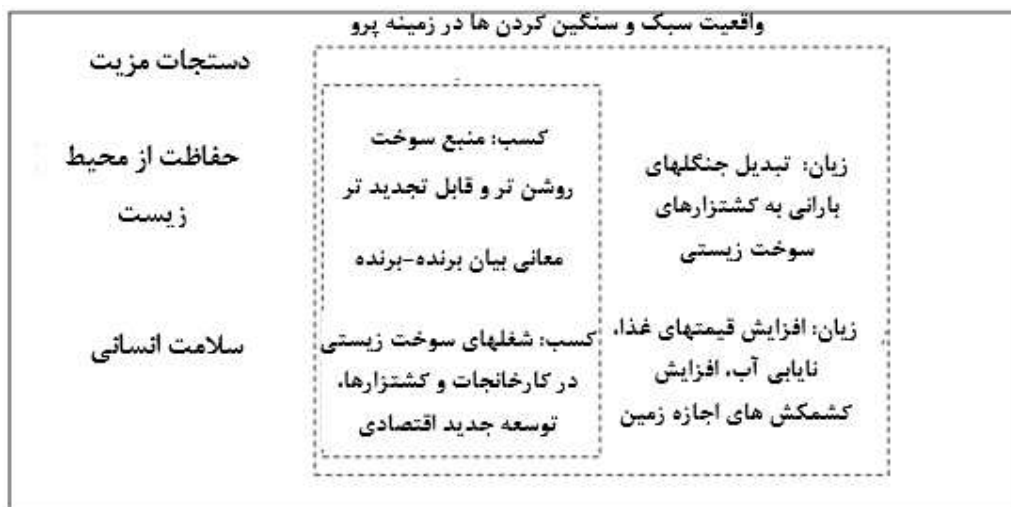 واقعیت سبک و سنگین کردن ها در زمینه پرو
دستجات مزیت
حفاظت از محیط
زیست
سلامت انسانی
کسب: منبع سوخت
روشن تر و قابل تجدید تر
معانی بیان برنده-برنده
کسب: شغلهای سوخت زیستی
در کارخانجات و کشتزارها،
توسعه جدید اقتصادی
زیان: تبدیل جنگلهای
بارانی به کشتزارهای
سوخت زیستی
زیان: افزایش قیمتهای غذا،
نایابی آب، افزایش
کشمکش های اجازه زمین